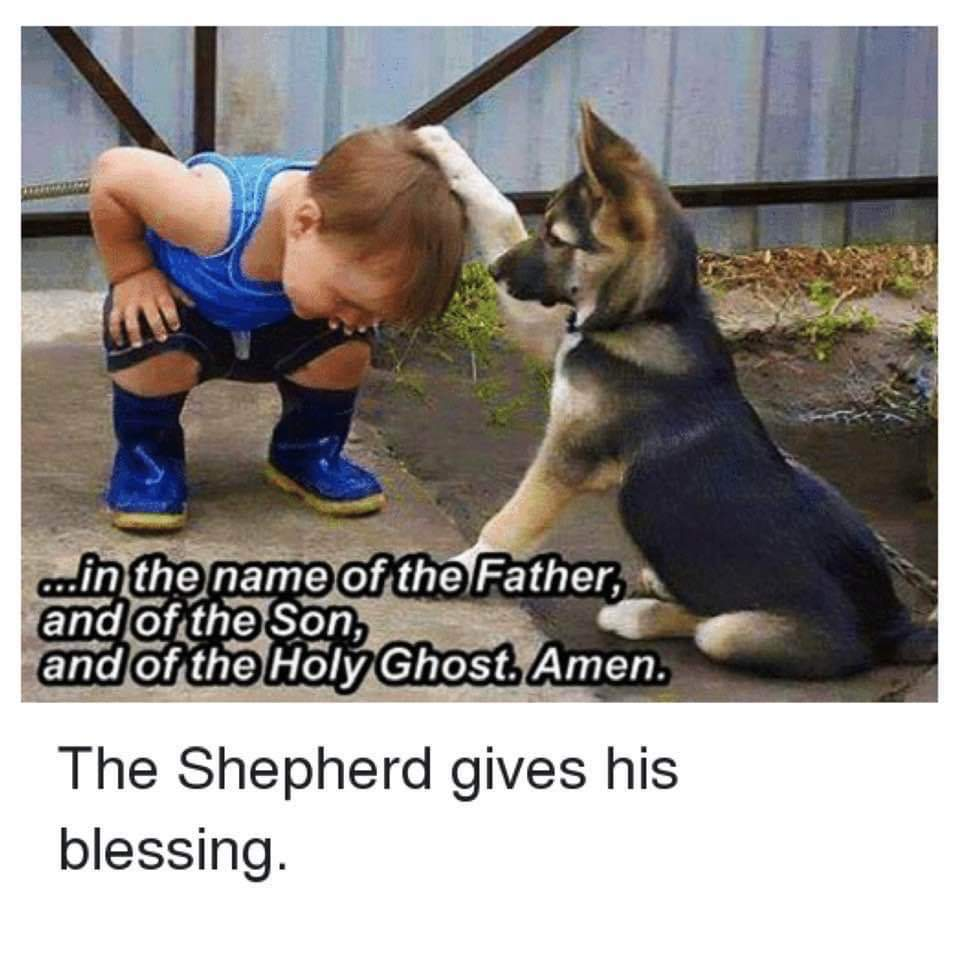 ...in the name of the Father,
and of the Son,
and of the Holy Ghost. Amen.
The Shepherd gives his
blessing.